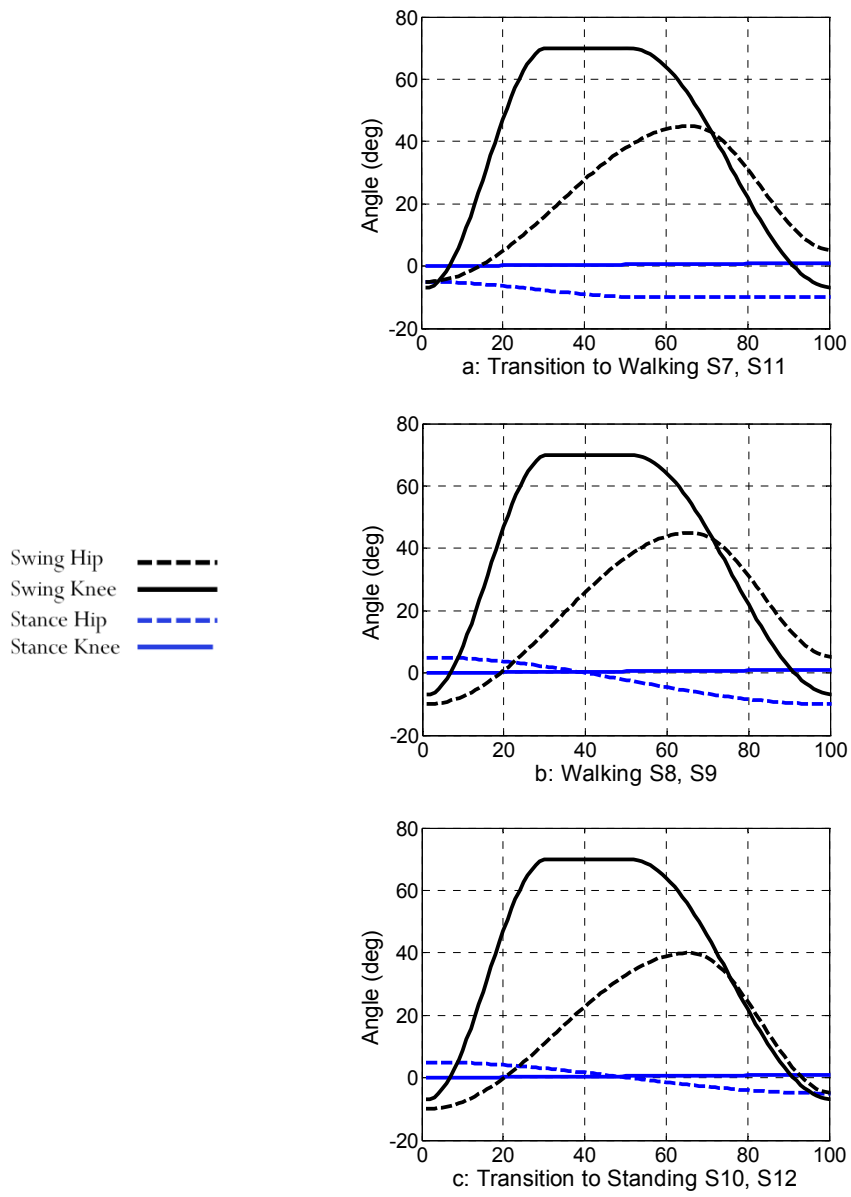 80
60
40
20
0
-20
Angle (deg)
0 20 40 60 80 100
a: Transition to Walking S7, S11
80
60
40
20
0
-20
Angle (deg)
0 20 40 60 80 100
b: Walking S8, S9
Swing Hip
Swing Knee
Stance Hip
Stance Knee
80
60
40
20
0
-20
Angle (deg)
0 20 40 60 80 100
c: Transition to Standing S10, S12